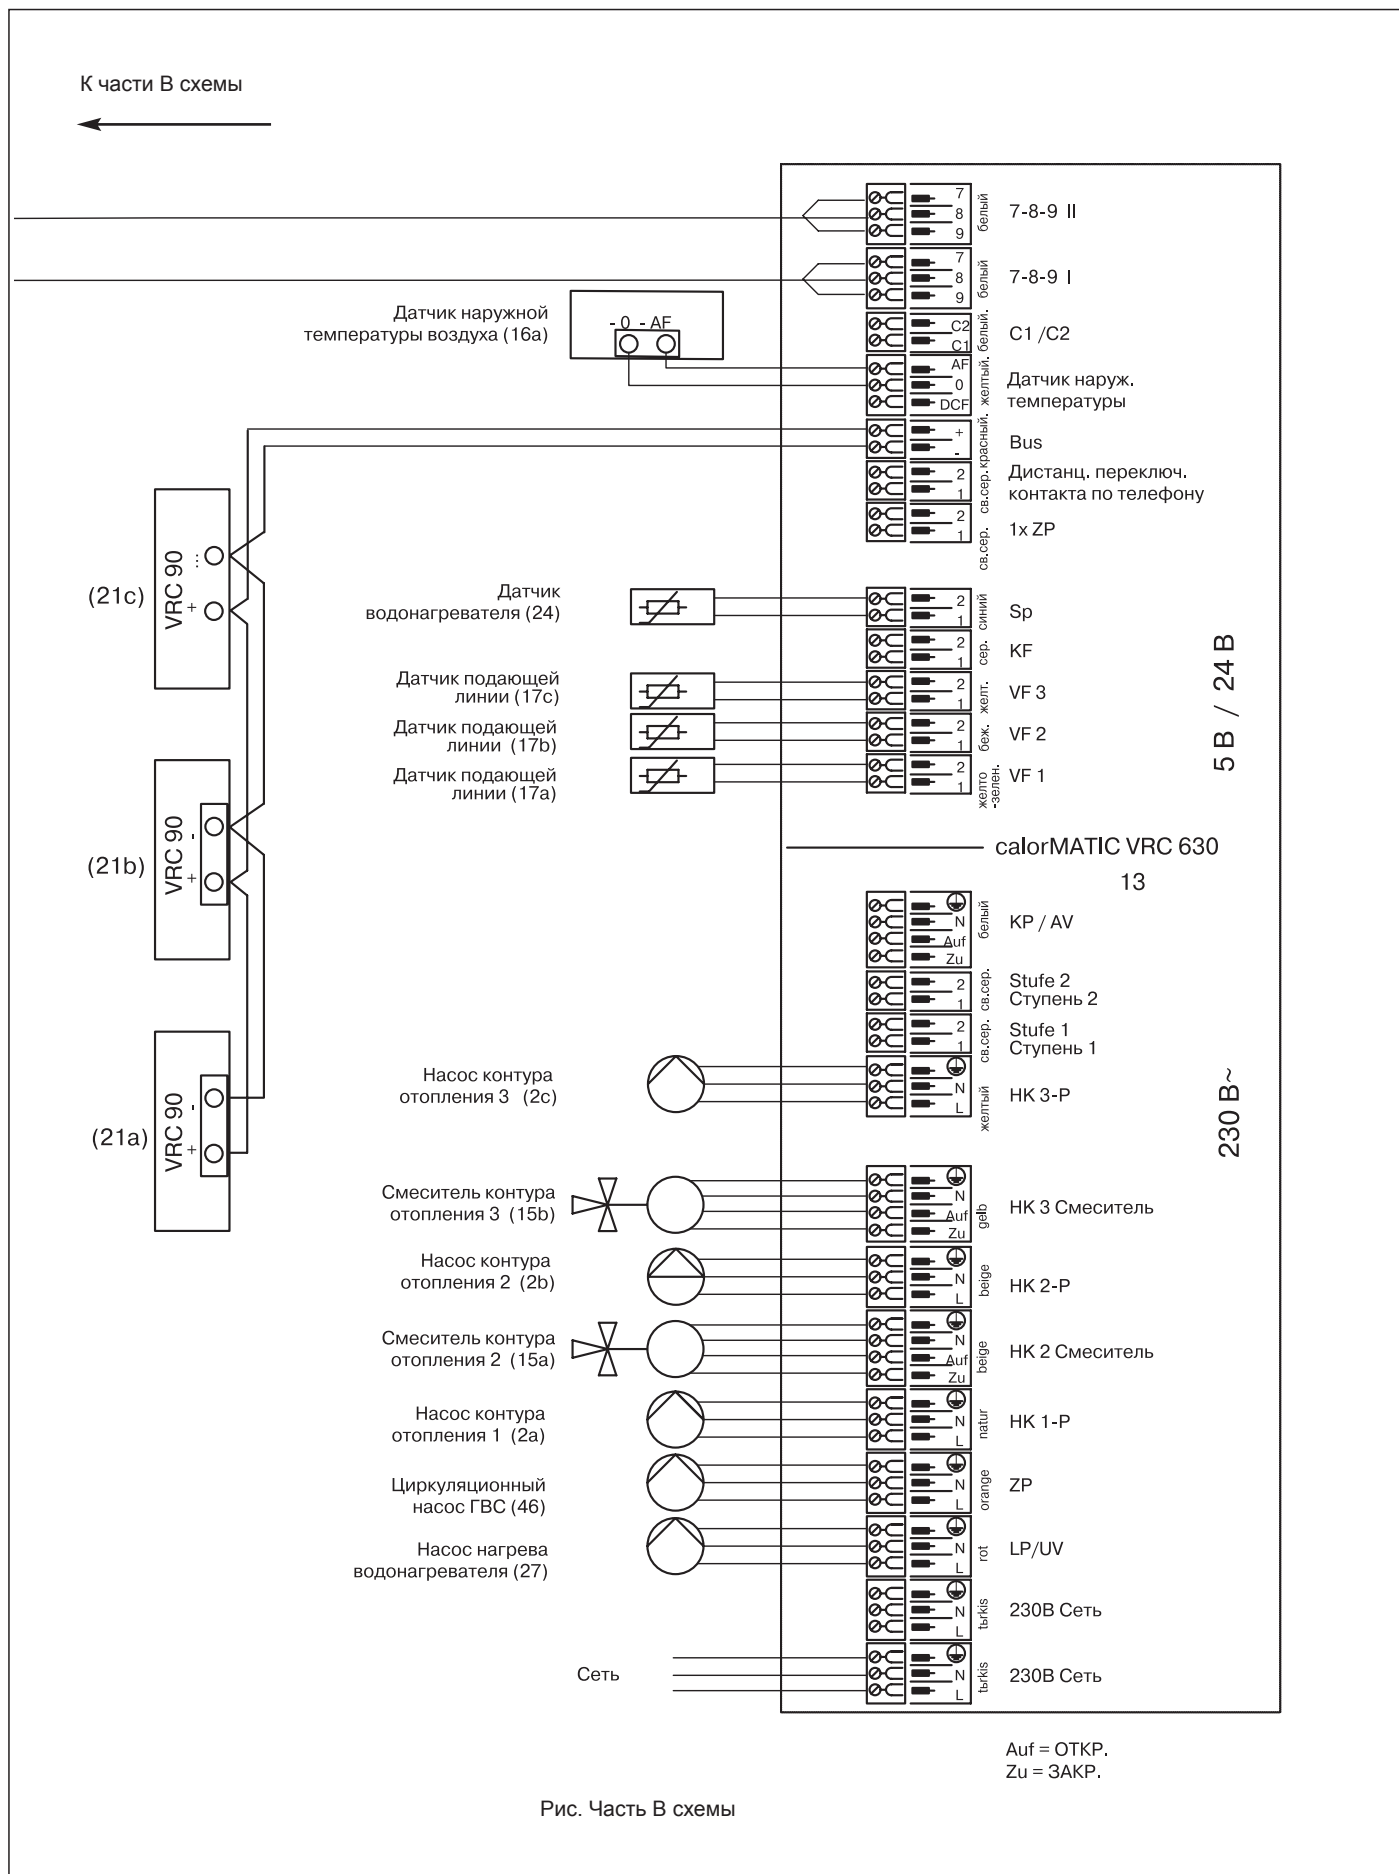 К части В схемы
7
8
9
белый
7-8-9 II
7
8
9
белый
7-8-9 I
Датчик наружной
температуры воздуха (16a)
- 0 - AF
C2
C1
белый.
C1 /C2
AF
0
DCF
желтый.
Датчик наруж.
температуры
+
-
красный.
Bus
2
1
св.сер.
Дистанц. переключ.
контакта по телефону
2
1
св.сер.
1x ZP
(21c)
VRC 90
+ ...
Датчик
водонагревателя (24)
2
1
синий
Sp
2
1
сер.
KF
Датчик подающей
линии (17c)
2
1
желт.
VF 3
Датчик подающей
линии (17b)
2
1
беж.
VF 2
Датчик подающей
линии (17a)
2
1
желто
-зелен.
VF 1
5 В / 24 В
(21b)
VRC 90
+ -
calorMATIC VRC 630
13
N
Auf
Zu
белый
KP / AV
2
1
св.сер.
Stufe 2
Ступень 2
2
1
св.сер.
Stufe 1
Ступень 1
(21a)
VRC 90
+ -
Насос контура
отопления 3 (2c)
N
L
желтый
HK 3-P
230 В~
Смеситель контура
отопления 3 (15b)
N
Auf
Zu
gelb
HK 3 Смеситель
Насос контура
отопления 2 (2b)
N
L
beige
HK 2-P
Смеситель контура
отопления 2 (15a)
N
Auf
Zu
beige
HK 2 Смеситель
Насос контура
отопления 1 (2a)
N
L
natur
HK 1-P
Циркуляционный
насос ГВС (46)
N
L
orange
ZP
Насос нагрева
водонагревателя (27)
N
L
rot
LP/UV
N
L
tьrkis
230В Сеть
Сеть
N
L
tьrkis
230В Сеть
Auf = ОТКР.
Zu = ЗАКР.
Рис. Часть В схемы